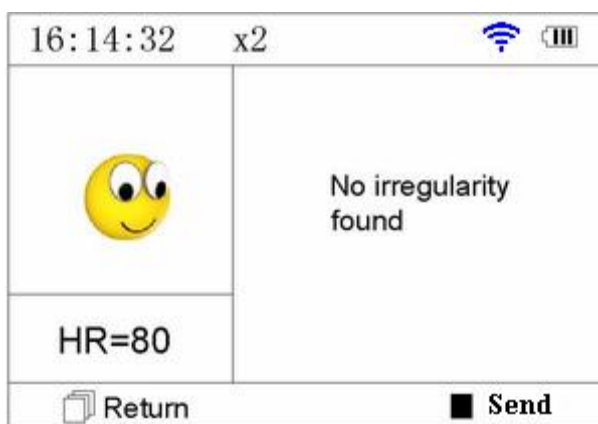 16:14:32 x2
No irregularity
found
HR=80
Return
Send